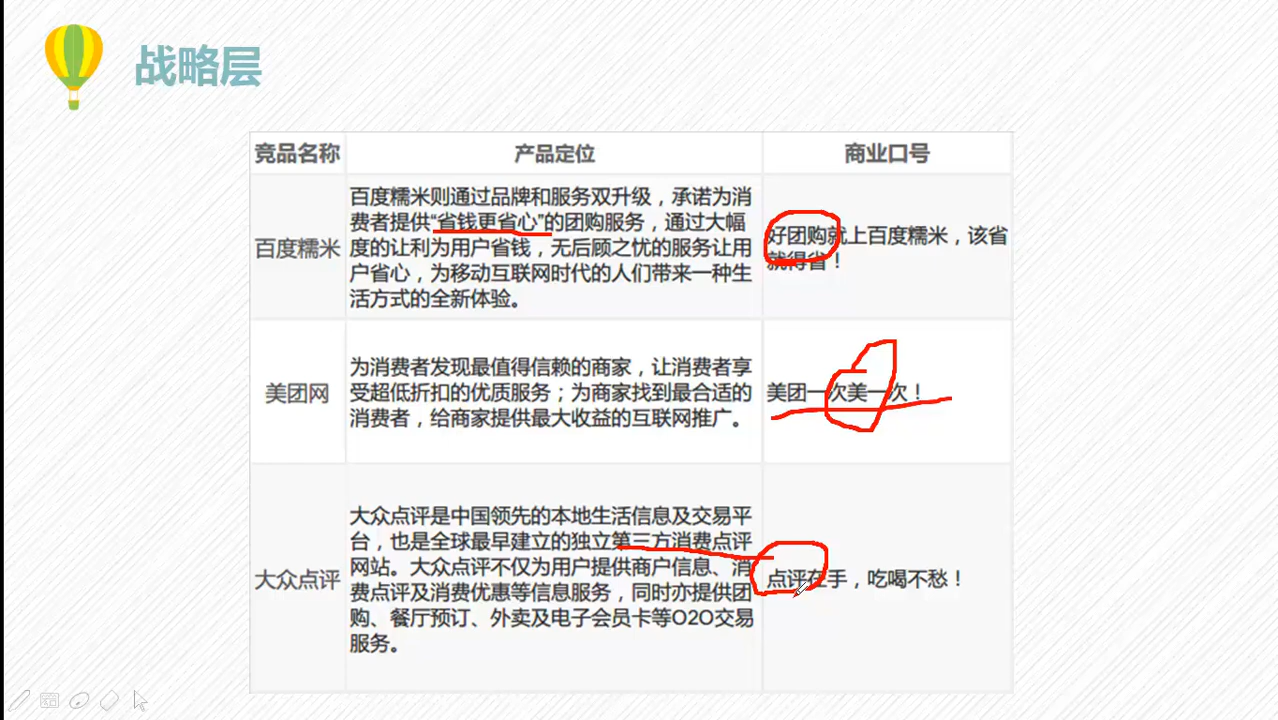 战略层
竞品名称
产品定位
商业口号
百度糯米
百度糯米则通过品牌和服务双升级，承诺为消
费者提供“省钱更省心”的团购服务，通过大幅
度的让利为用户省钱，无后顾之忧的服务让用
户省心，为移动互联网时代的人们带来一种生
活方式的全新体验。
好团购就上百度糯米，该省
就得省！
美团网
为消费者发现最值得信赖的商家，让消费者享
受超低折扣的优质服务；为商家找到最合适的
消费者，给商家提供最大收益的互联网推广。
美团一次美一次！
大众点评
大众点评是中国领先的本地生活信息及交易平
台，也是全球最早建立的独立第三方消费点评
网站。大众点评不仅为用户提供商户信息、消
费点评及消费优惠等信息服务，同时亦提供团
购、餐厅预订、外卖及电子会员卡等O2O交易
服务。
点评在手，吃喝不愁！